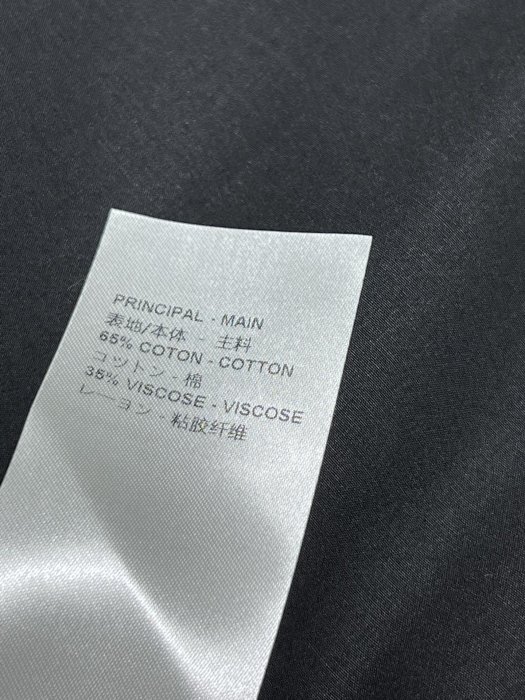 PRINCIPAL - MAIN
表地/本体 - 主料
65% COTON - COTTON
コットン - 棉
35% VISCOSE - VISCOSE
レーヨン - 粘胶纤维